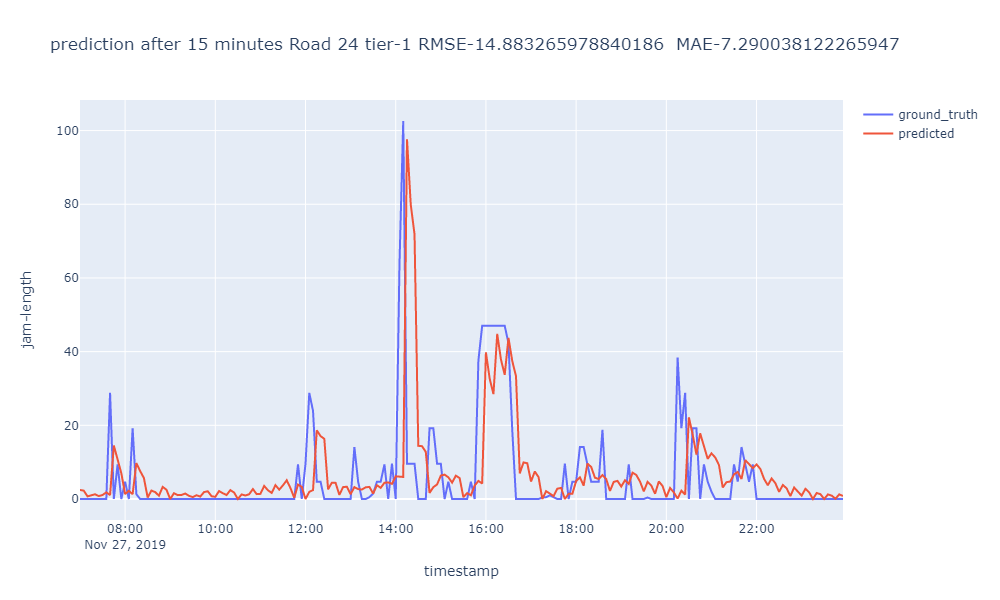 prediction after 15 minutes Road 24 tier-1 RMSE-14.883265978840186  MAE-7.290038122265947
ground_truth
predicted
100
80
60
40
20
0
jam-length
08:00 10:00 12:00 14:00 16:00 18:00 20:00 22:00
Nov 27, 2019
timestamp